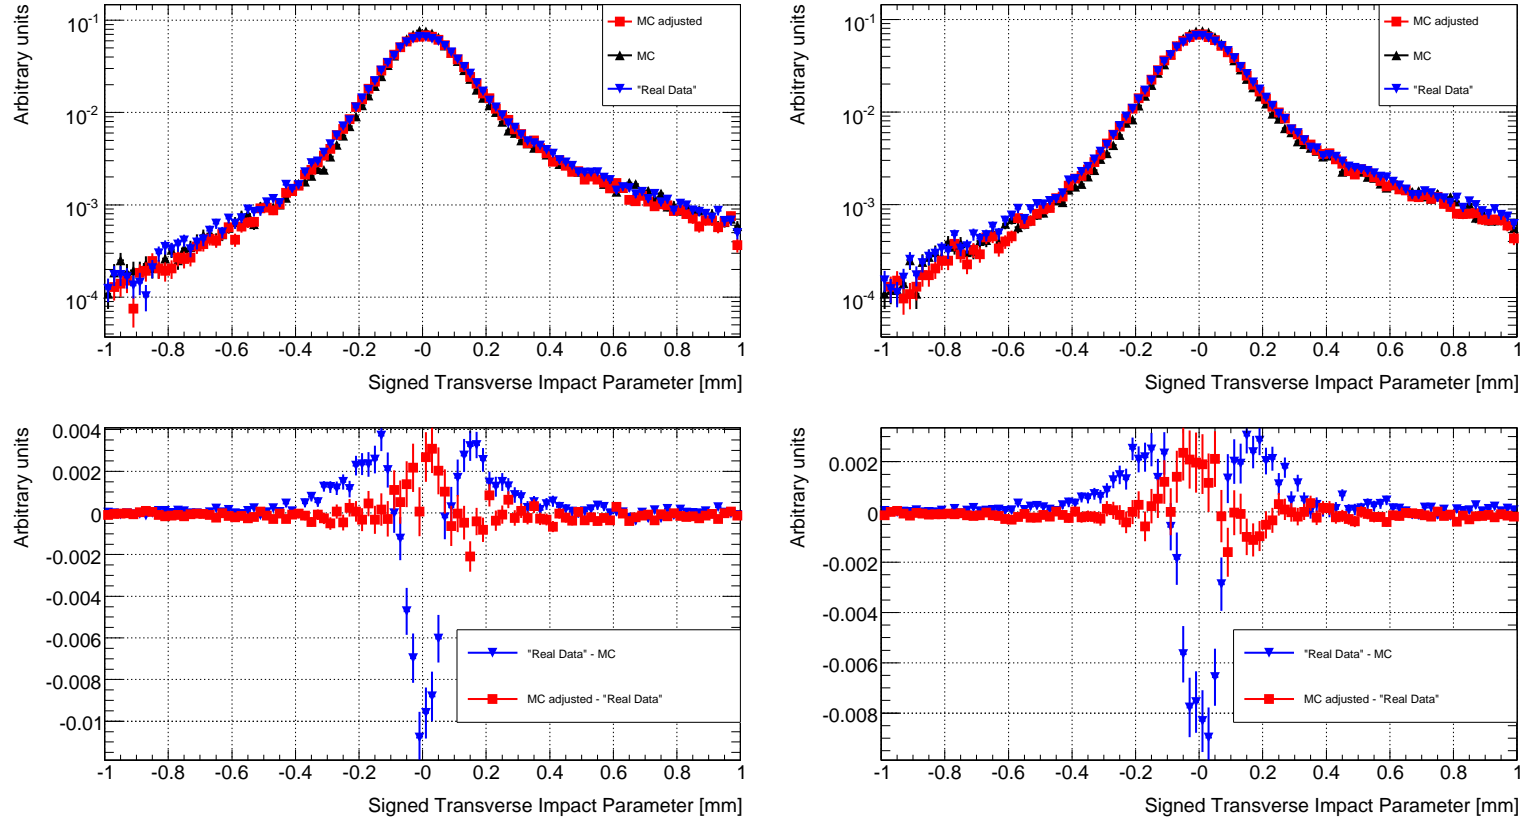 Arbitrary units
10^-1
10^-2
10^-3
10^-4
MC adjusted
MC
"Real Data"
-1 -0.8 -0.6 -0.4 -0.2 -0 0.2 0.4 0.6 0.8 1
Signed Transverse Impact Parameter [mm]
Arbitrary units
10^-1
10^-2
10^-3
10^-4
MC adjusted
MC
"Real Data"
-1 -0.8 -0.6 -0.4 -0.2 -0 0.2 0.4 0.6 0.8 1
Signed Transverse Impact Parameter [mm]
Arbitrary units
0.004
0.002
0
-0.002
-0.004
-0.006
-0.008
-0.01
"Real Data" - MC
MC adjusted - "Real Data"
-1 -0.8 -0.6 -0.4 -0.2 -0 0.2 0.4 0.6 0.8 1
Signed Transverse Impact Parameter [mm]
Arbitrary units
0.002
0
-0.002
-0.004
-0.006
-0.008
"Real Data" - MC
MC adjusted - "Real Data"
-1 -0.8 -0.6 -0.4 -0.2 -0 0.2 0.4 0.6 0.8 1
Signed Transverse Impact Parameter [mm]